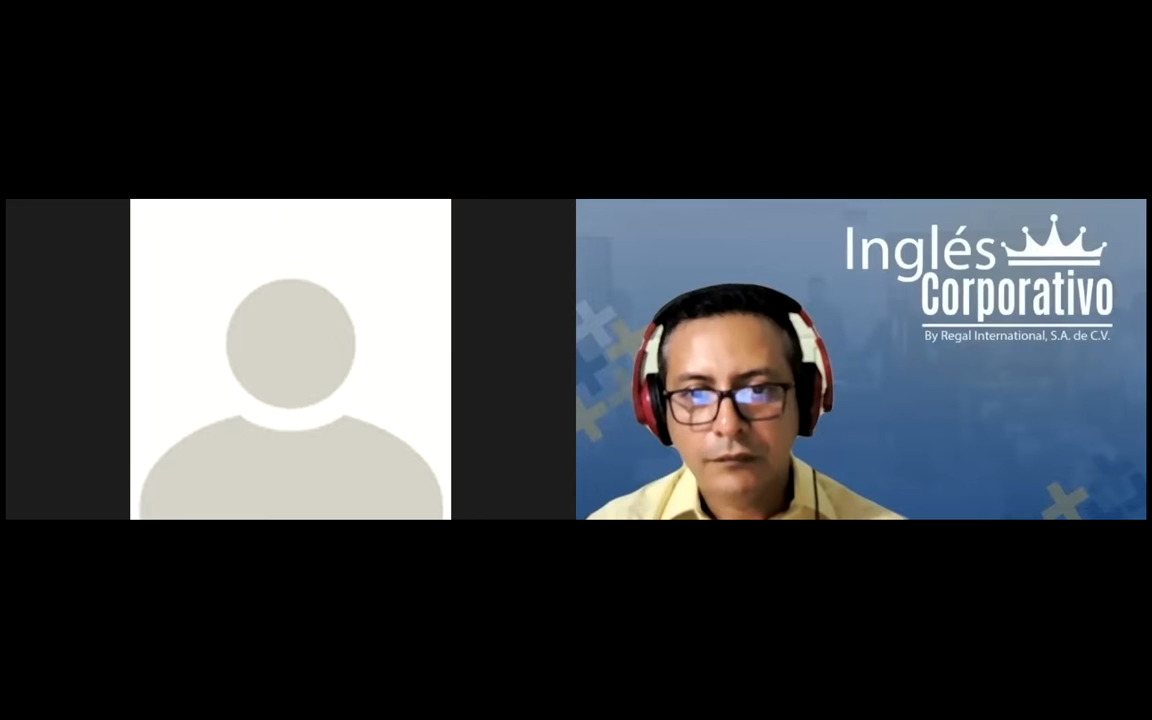 Inglés
Corporativo
By Regal International, S.A. de C.V.